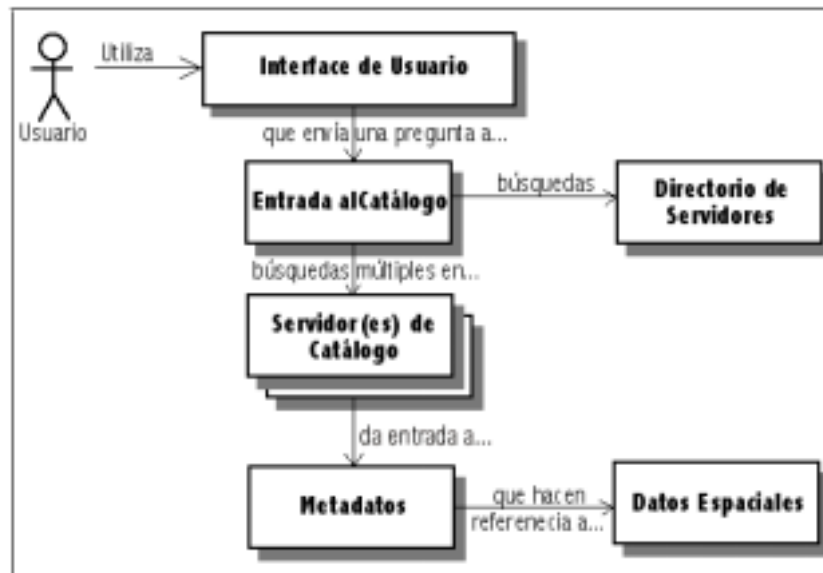 Utiliza
Interface de Usuario
Usuario
que envía una pregunta a...
Entrada alCatálogo
búsquedas
Directorio de
Servidores
búsquedas múltiples en...
Servidor(es) de
Catálogo
da entrada a...
Metadatos
que hacen
referenecia a...
Datos Espaciales